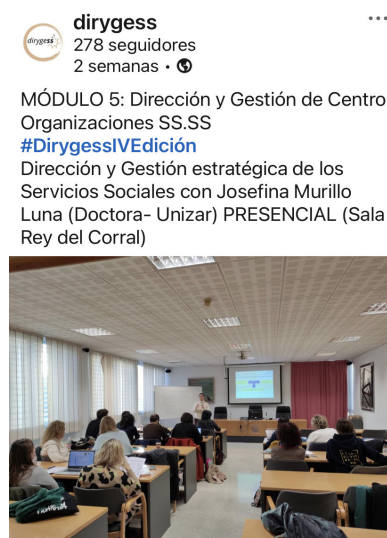 dirygess
dirygess
278 seguidores
2 semanas •
MÓDULO 5: Dirección y Gestión de Centro
Organizaciones SS.SS
#DirygessIVEdición
Dirección y Gestión estratégica de los
Servicios Sociales con Josefina Murillo
Luna (Doctora- Unizar) PRESENCIAL (Sala
Rey del Corral)